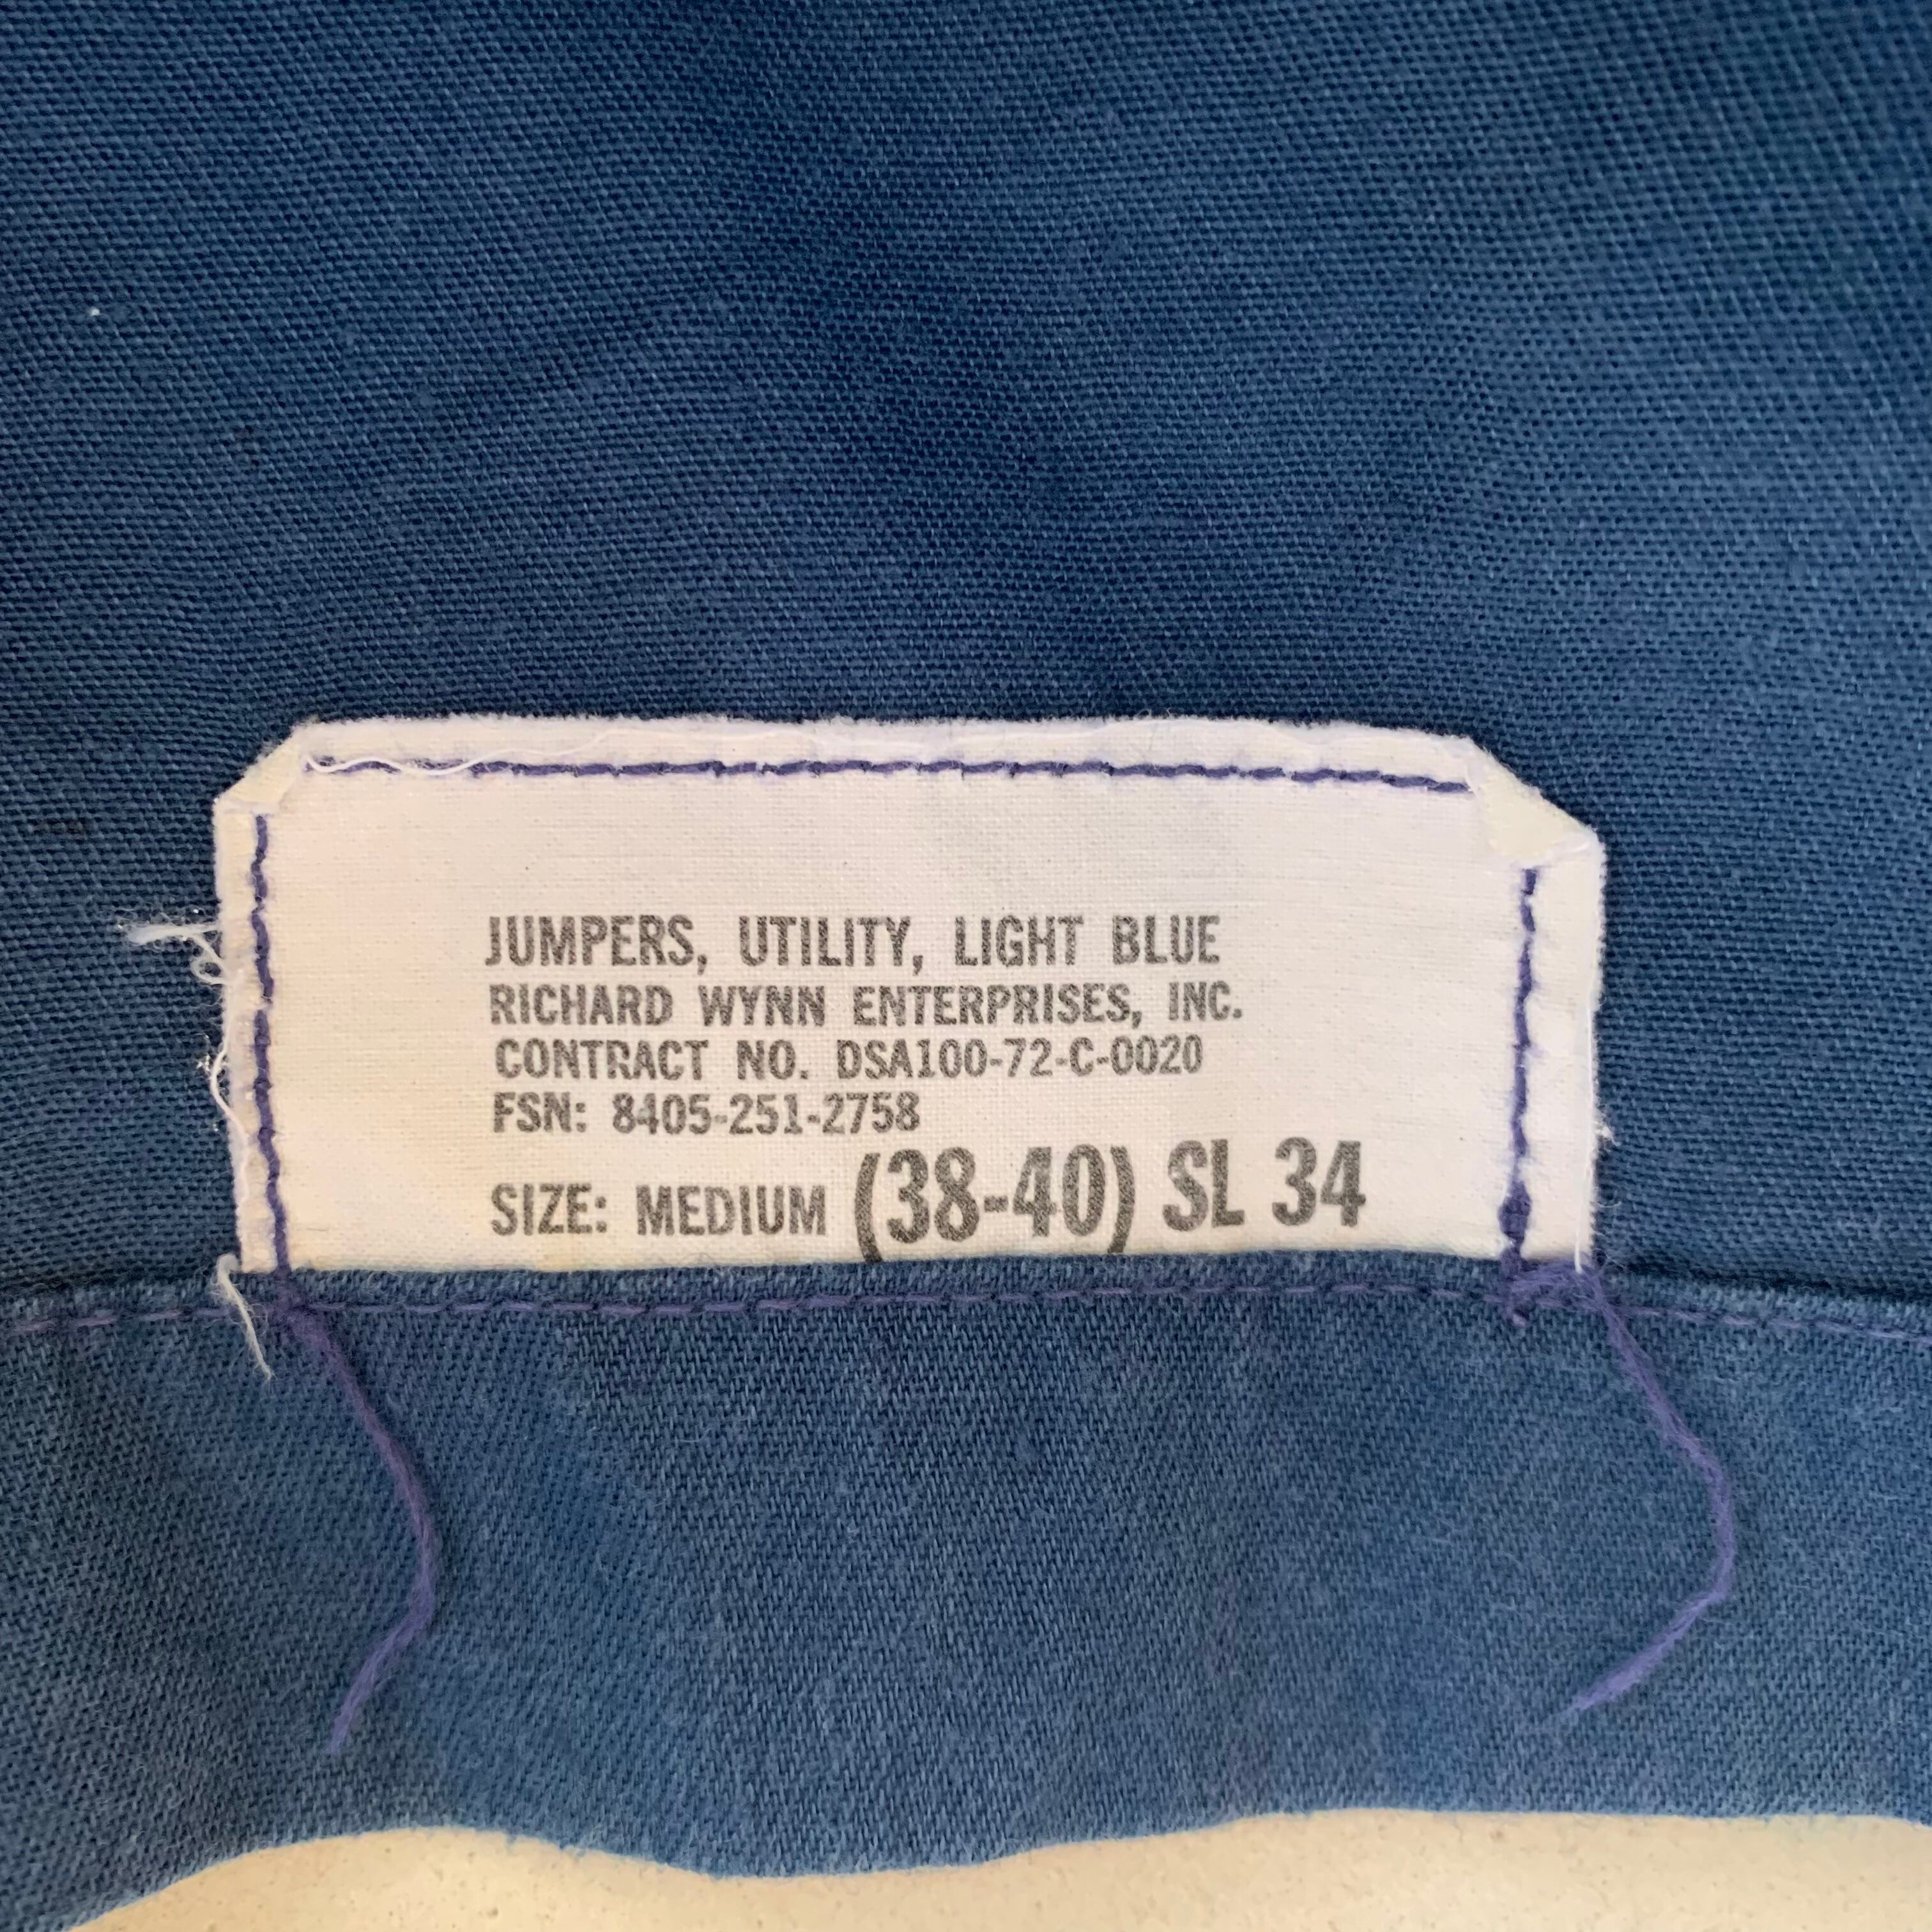 JUMPERS, UTILITY, LIGHT BLUE
RICHARD WYNN ENTERPRISES, INC.
CONTRACT NO. DSA100-72-C-0020
FSN: 8405-251-2758
SIZE: MEDIUM (38-40) SL 34